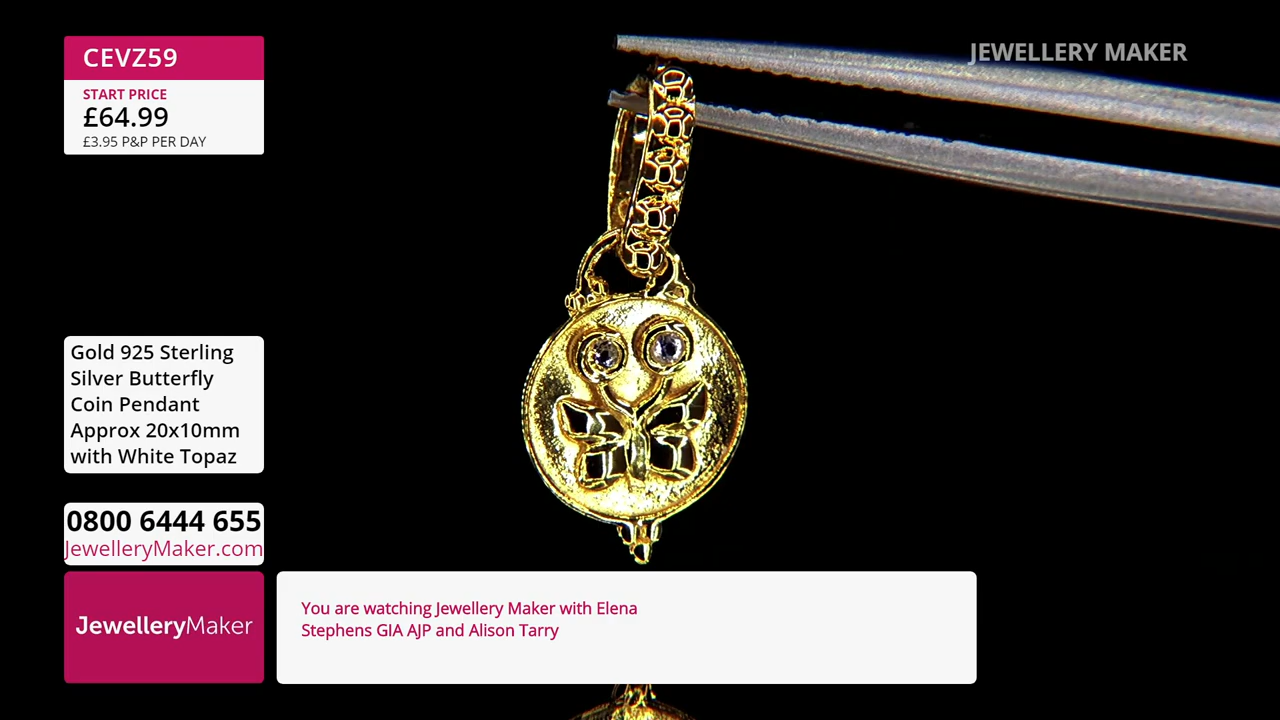 CEVZ59
START PRICE
£64.99
£3.95 P&P PER DAY
JEWELLERY MAKER
Gold 925 Sterling
Silver Butterfly
Coin Pendant
Approx 20x10mm
with White Topaz
0800 6444 655
JewelleryMaker.com
JewelleryMaker
You are watching Jewellery Maker with Elena
Stephens GIA AJP and Alison Tarry